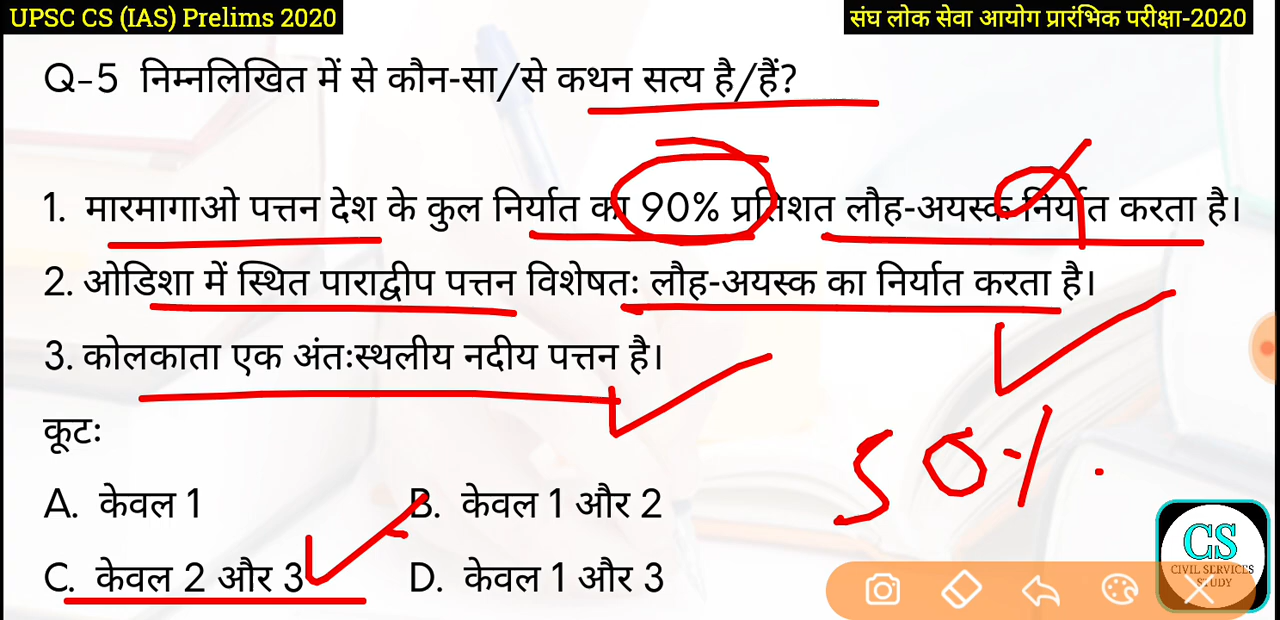 UPSC CS (IAS) Prelims 2020
संघ लोक सेवा आयोग प्रारंभिक परीक्षा-2020
Q-5 निम्नलिखित में से कौन-सा/से कथन सत्य है/हैं?
1. मारमागाओ पत्तन देश के कुल निर्यात का 90% प्रतिशत लौह-अयस्क निर्यात करता है।
2. ओडिशा में स्थित पाराद्वीप पत्तन विशेषतः लौह-अयस्क का निर्यात करता है।
3. कोलकाता एक अंतःस्थलीय नदीय पत्तन है।
कूटः
50%.
A. केवल 1 B. केवल 1 और 2
C. केवल 2 और 3 D. केवल 1 और 3
CS
CIVIL SERVICES
STUDY